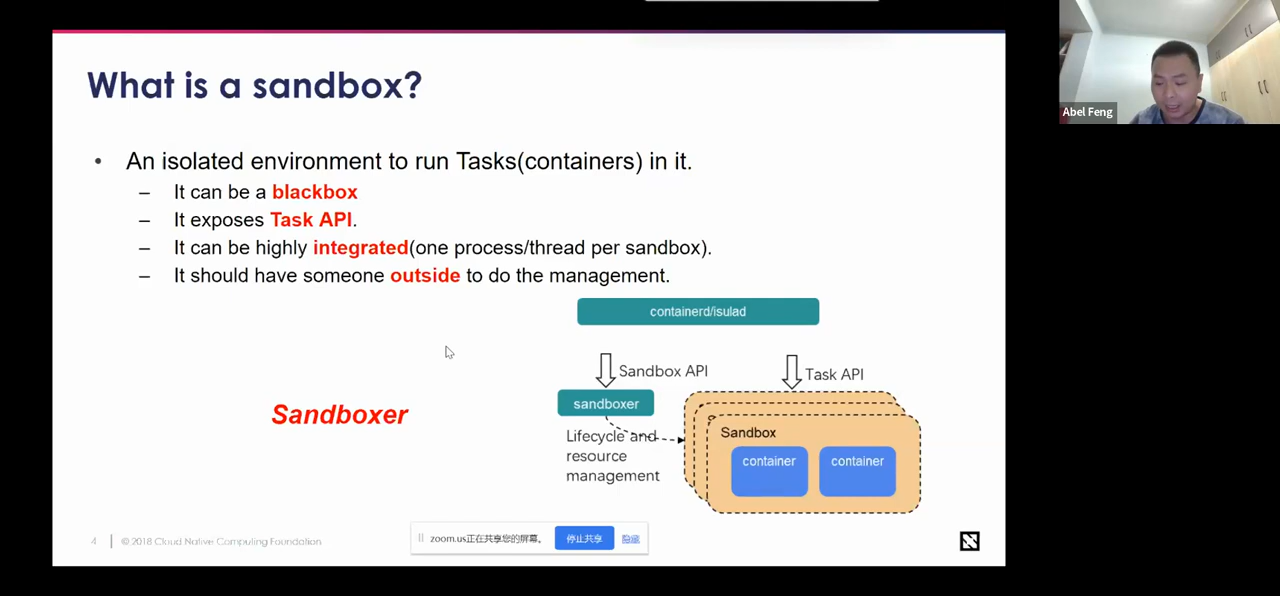 What is a sandbox?
Abel Feng
• An isolated environment to run Tasks(containers) in it.
– It can be a blackbox
– It exposes Task API.
– It can be highly integrated(one process/thread per sandbox).
– It should have someone outside to do the management.
containerd/isulad
Sandbox API
Task API
sandboxer
Sandboxer
Lifecycle and
resource
management
Sandbox
container
container
4 | © 2018 Cloud Native Computing Foundation
zoom.us正在共享您的屏幕。 停止共享 隐藏